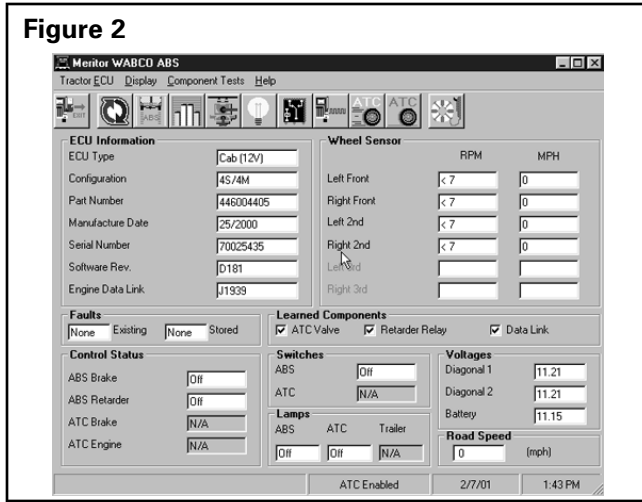 Figure 2
Meritor WABCO ABS
Tractor ECU Display Component Tests Help
EXIT ABS ATC ATC
ECU Information
ECU Type Cab (12V)
Configuration 4S/4M
Part Number 446004405
Manufacture Date 25/2000
Serial Number 70025435
Software Rev. D181
Engine Data Link J1939
Wheel Sensor
RPM MPH
Left Front < 7 0
Right Front < 7 0
Left 2nd < 7 0
Right 2nd < 7 0
Left 3rd
Right 3rd
Faults
None Existing None Stored
Learned Components
ATC Valve Retarder Relay Data Link
Control Status
ABS Brake Off
ABS Retarder Off
ATC Brake N/A
ATC Engine N/A
Switches
ABS Off
ATC N/A
Lamps
ABS ATC Trailer
Off Off N/A
Voltages
Diagonal 1 11.21
Diagonal 2 11.21
Battery 11.15
Road Speed
0 (mph)
ATC Enabled 2/7/01 1:43 PM